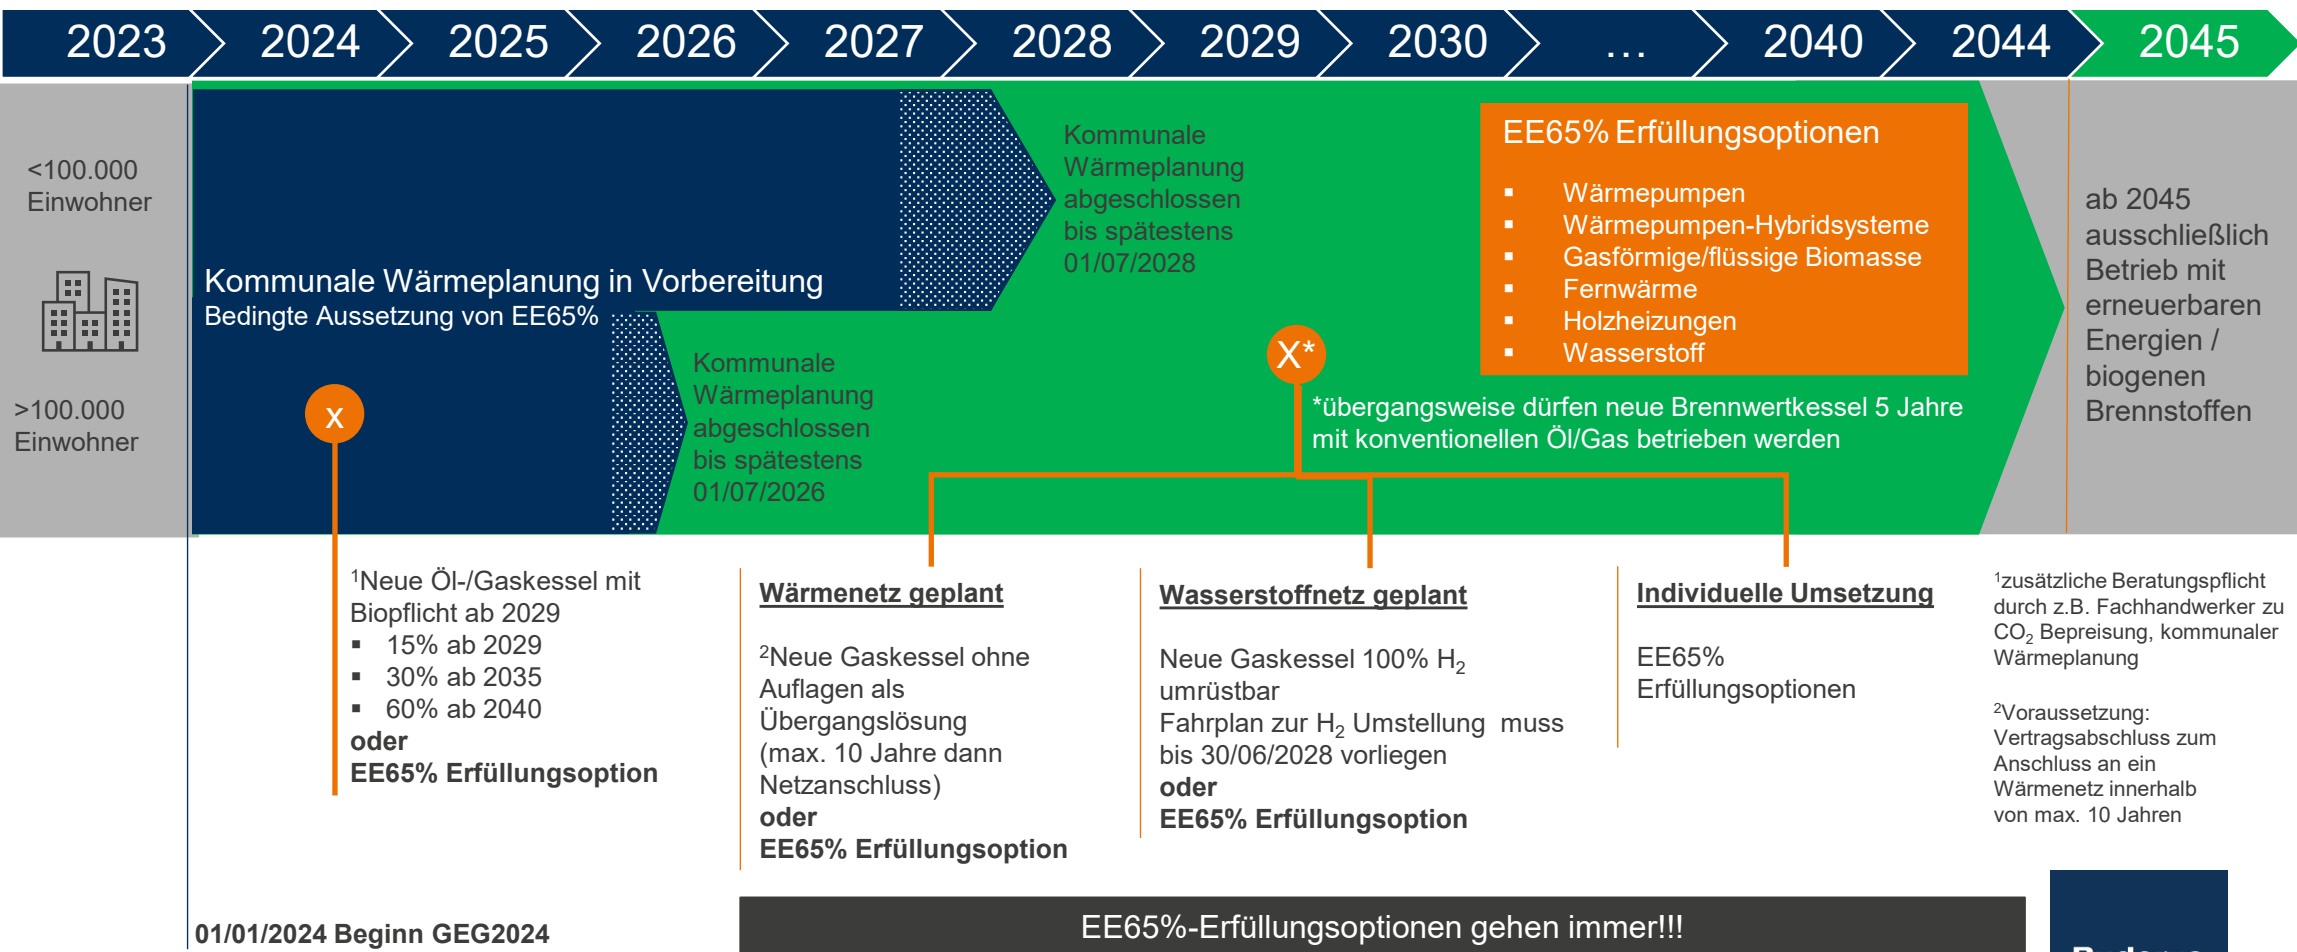 2023
2024
2025
2026
2027
2028
2029
2030
...
2040
2044
2045
<100.000
Einwohner
>100.000
Einwohner
Kommunale Wärmeplanung in Vorbereitung
Bedingte Aussetzung von EE65%
x
Kommunale
Wärmeplanung
abgeschlossen
bis spätestens
01/07/2026
Kommunale
Wärmeplanung
abgeschlossen
bis spätestens
01/07/2028
EE65% Erfüllungsoptionen
▪ Wärmepumpen
▪ Wärmepumpen-Hybridsysteme
▪ Gasförmige/flüssige Biomasse
▪ Fernwärme
▪ Holzheizungen
▪ Wasserstoff
X*
*übergangsweise dürfen neue Brennwertkessel 5 Jahre
mit konventionellen Öl/Gas betrieben werden
ab 2045
ausschließlich
Betrieb mit
erneuerbaren
Energien /
biogenen
Brennstoffen
¹Neue Öl-/Gaskessel mit
Biopflicht ab 2029
▪ 15% ab 2029
▪ 30% ab 2035
▪ 60% ab 2040
oder
EE65% Erfüllungsoption
Wärmenetz geplant
²Neue Gaskessel ohne
Auflagen als
Übergangslösung
(max. 10 Jahre dann
Netzanschluss)
oder
EE65% Erfüllungsoption
Wasserstoffnetz geplant
Neue Gaskessel 100% H₂
umrüstbar
Fahrplan zur H₂ Umstellung muss
bis 30/06/2028 vorliegen
oder
EE65% Erfüllungsoption
Individuelle Umsetzung
EE65%
Erfüllungsoptionen
¹zusätzliche Beratungspflicht
durch z.B. Fachhandwerker zu
CO₂ Bepreisung, kommunaler
Wärmeplanung
²Voraussetzung:
Vertragsabschluss zum
Anschluss an ein
Wärmenetz innerhalb
von max. 10 Jahren
01/01/2024 Beginn GEG2024
EE65%-Erfüllungsoptionen gehen immer!!!